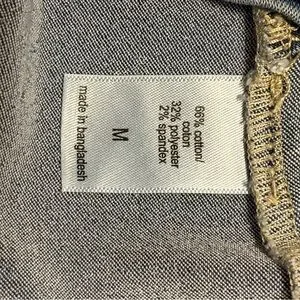 66% cotton/
coton
32% polyester
2% spandex
M
made in bangladesh